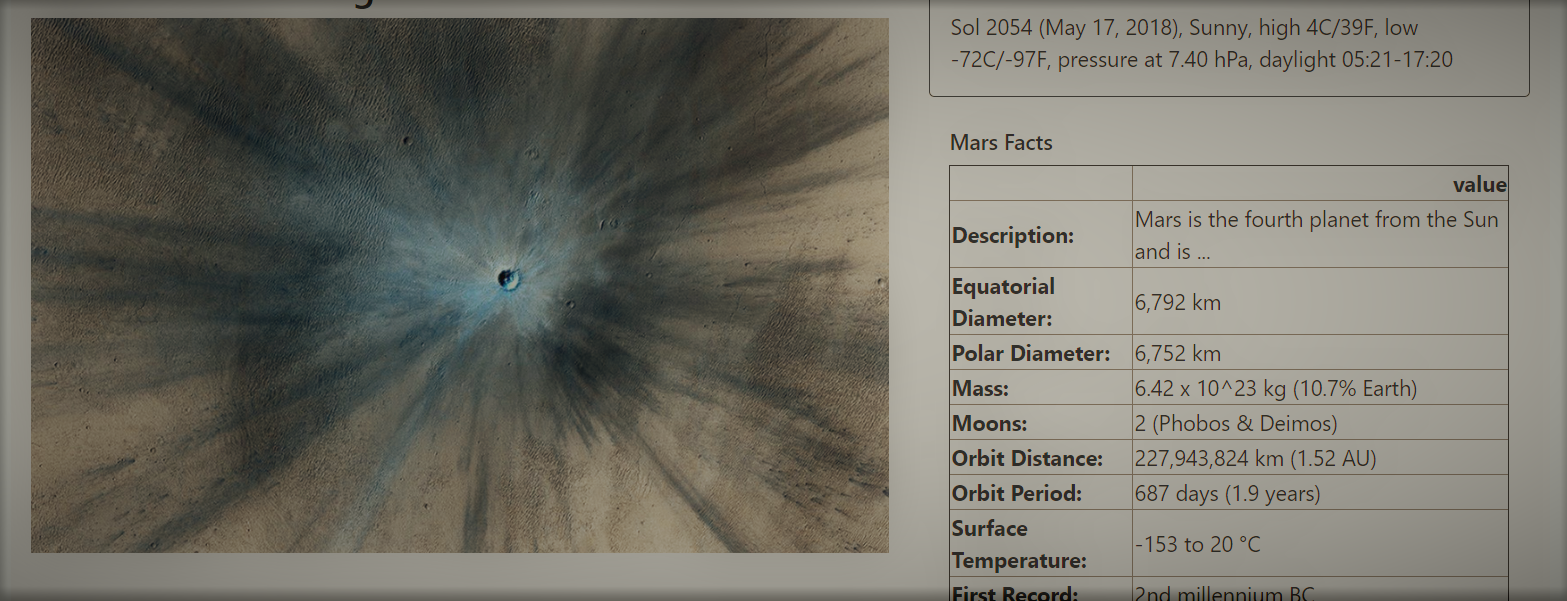 Sol 2054 (May 17, 2018), Sunny, high 4C/39F, low
-72C/-97F, pressure at 7.40 hPa, daylight 05:21-17:20
Mars Facts
value
Description: Mars is the fourth planet from the Sun
and is ...
Equatorial
Diameter: 6,792 km
Polar Diameter: 6,752 km
Mass: 6.42 x 10^23 kg (10.7% Earth)
Moons: 2 (Phobos & Deimos)
Orbit Distance: 227,943,824 km (1.52 AU)
Orbit Period: 687 days (1.9 years)
Surface
Temperature: -153 to 20 °C
First Record: 2nd millennium BC